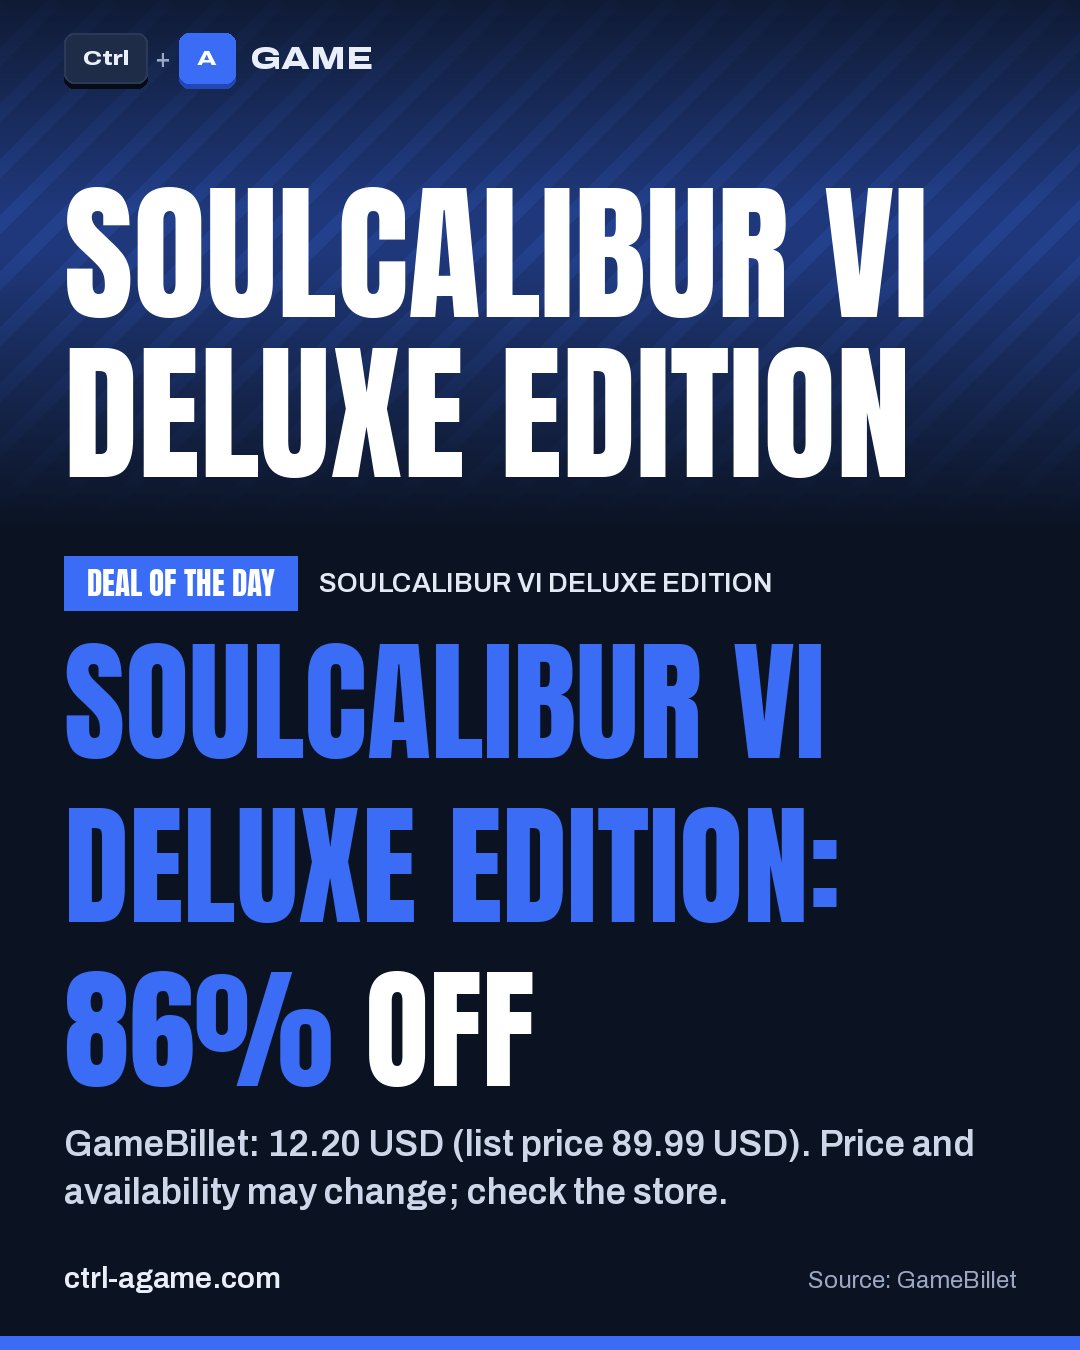 Ctrl + A GAME
SOULCALIBUR VI
DELUXE EDITION
DEAL OF THE DAY SOULCALIBUR VI DELUXE EDITION
SOULCALIBUR VI
DELUXE EDITION:
86% OFF
GameBillet: 12.20 USD (list price 89.99 USD). Price and
availability may change; check the store.
ctrl-agame.com Source: GameBillet